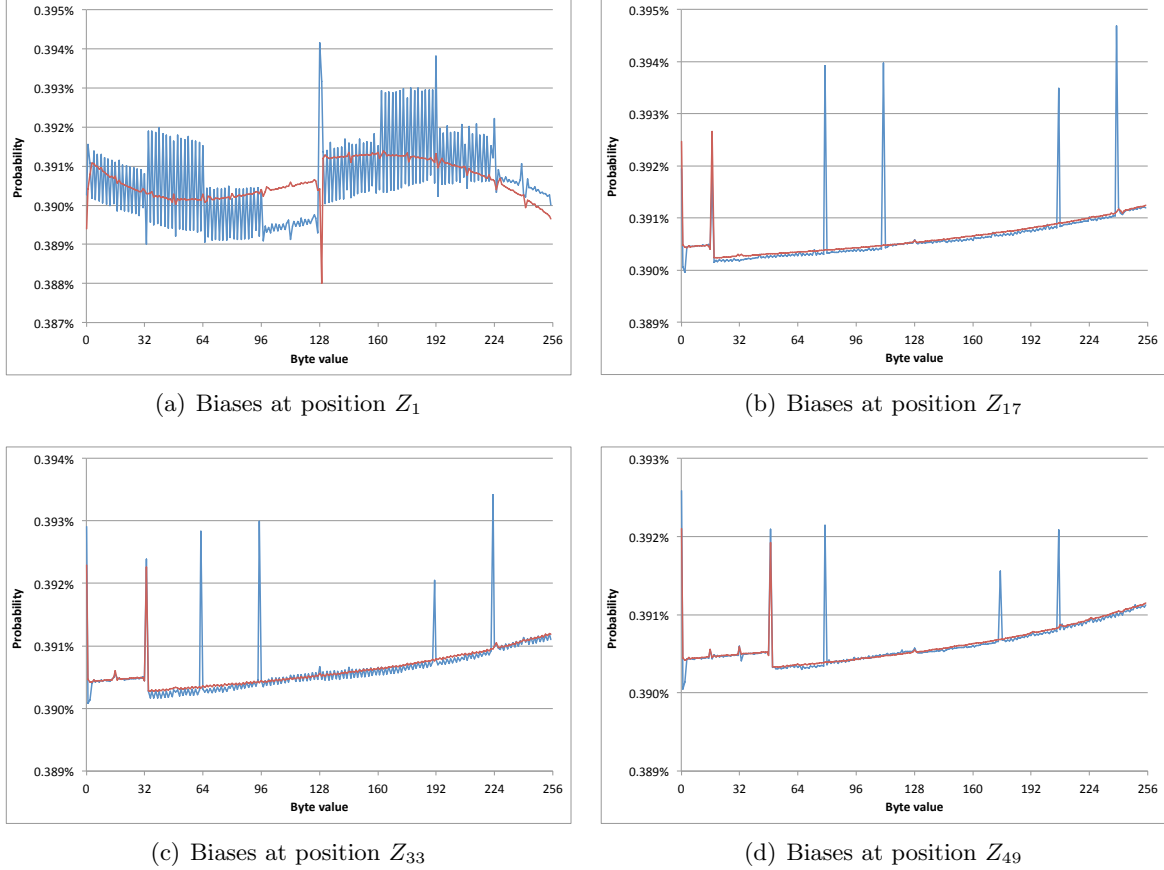 0.395%
0.394%
0.393%
0.392%
0.391%
0.390%
0.389%
0.388%
0.387%
Probability
0 32 64 96 128 160 192 224 256
Byte value
(a) Biases at position Z1
0.395%
0.394%
0.393%
0.392%
0.391%
0.390%
0.389%
Probability
0 32 64 96 128 160 192 224 256
Byte value
(b) Biases at position Z17
0.394%
0.393%
0.392%
0.391%
0.390%
0.389%
Probability
0 32 64 96 128 160 192 224 256
Byte value
(c) Biases at position Z33
0.393%
0.392%
0.391%
0.390%
0.389%
Probability
0 32 64 96 128 160 192 224 256
Byte value
(d) Biases at position Z49